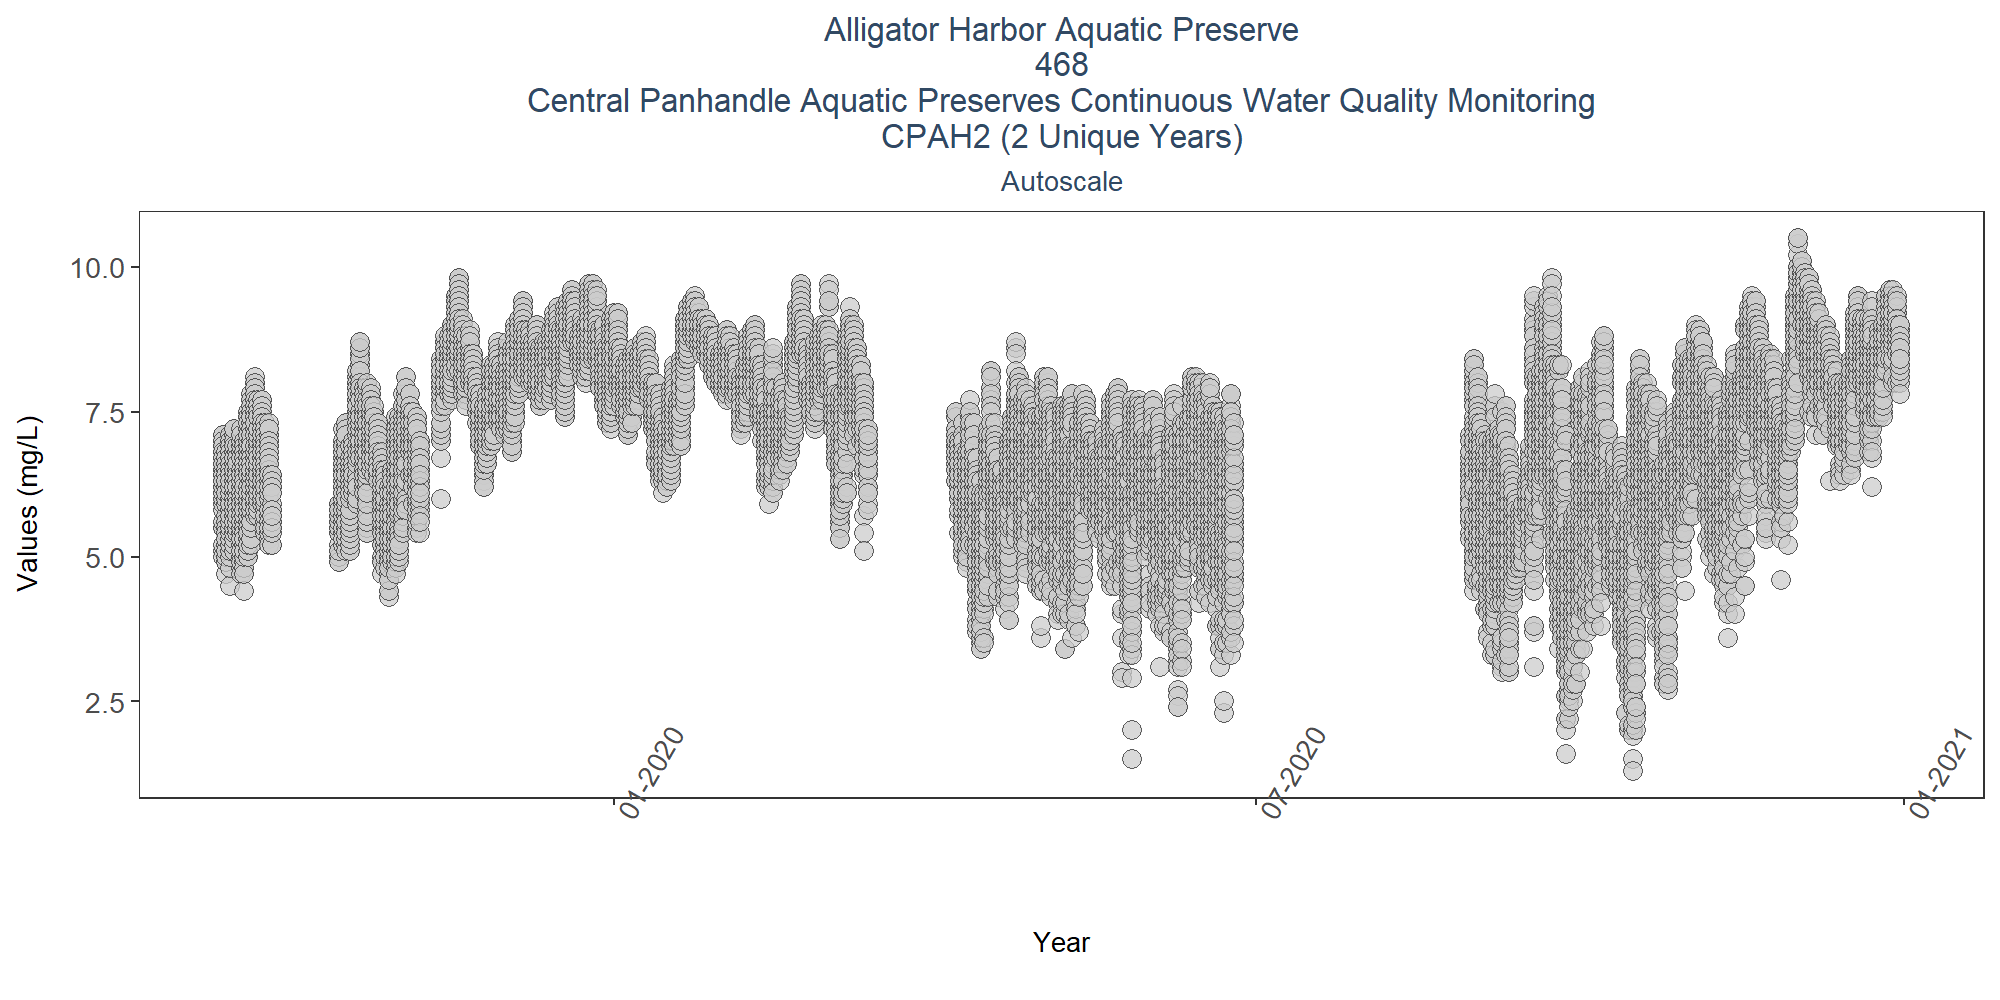 Alligator Harbor Aquatic Preserve
468
Central Panhandle Aquatic Preserves Continuous Water Quality Monitoring
CPAH2 (2 Unique Years)
Autoscale
Values (mg/L)
10.0
7.5
5.0
2.5
01-2020
07-2020
01-2021
Year